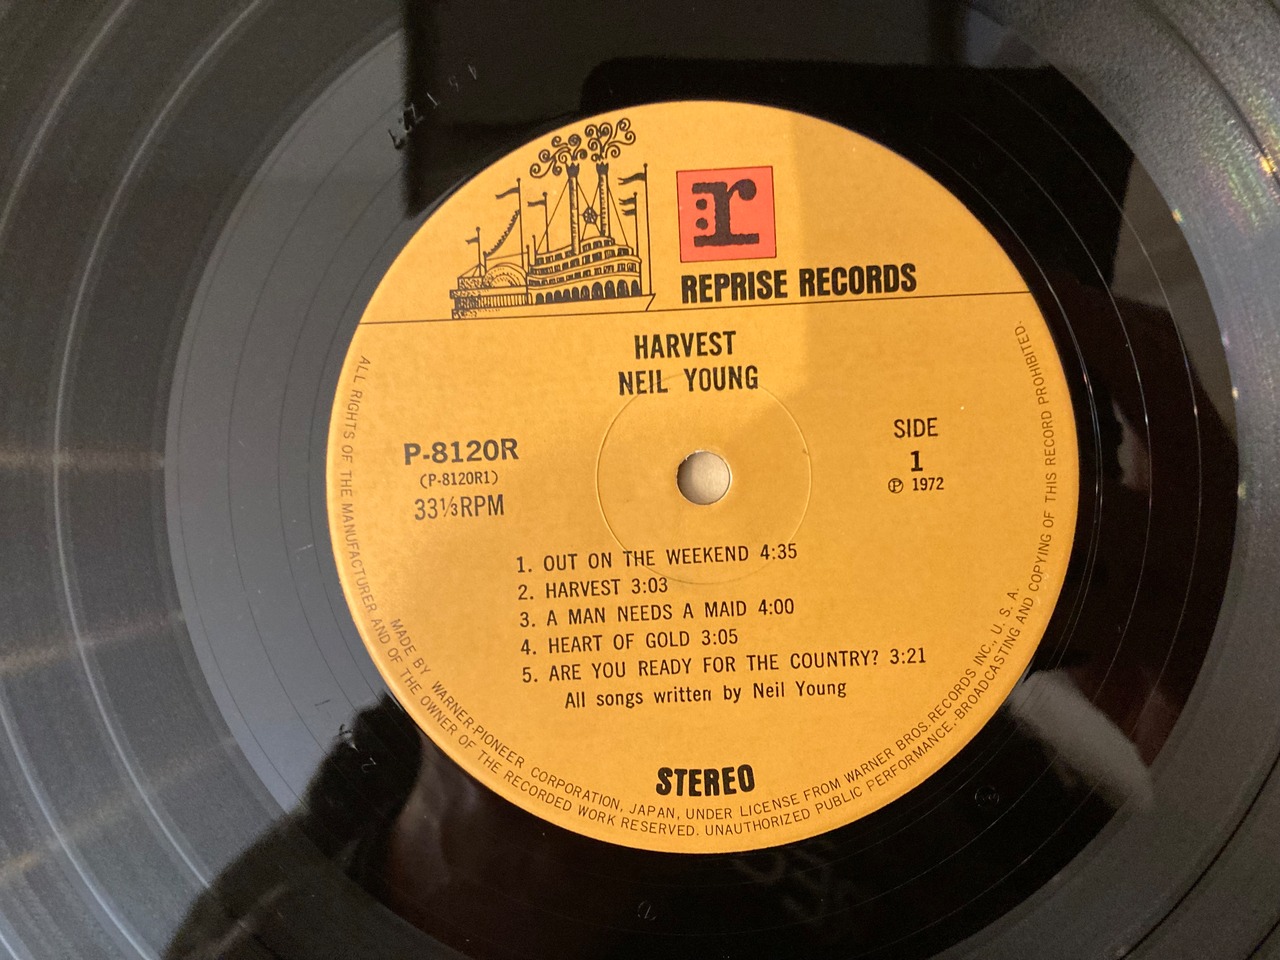 r
REPRISE RECORDS
HARVEST
NEIL YOUNG
P-8120R
(P-8120R1)
33⅓RPM
SIDE
1
Ⓟ 1972
1. OUT ON THE WEEKEND 4:35
2. HARVEST 3:03
3. A MAN NEEDS A MAID 4:00
4. HEART OF GOLD 3:05
5. ARE YOU READY FOR THE COUNTRY? 3:21
All songs written by Neil Young
STEREO
MADE BY WARNER-PIONEER CORPORATION, JAPAN, UNDER LICENSE FROM WARNER BROS. RECORDS INC., U. S. A.
ALL RIGHTS OF THE MANUFACTURER AND OF THE OWNER OF THE RECORDED WORK RESERVED. UNAUTHORIZED PUBLIC PERFORMANCE, BROADCASTING AND COPYING OF THIS RECORD PROHIBITED.